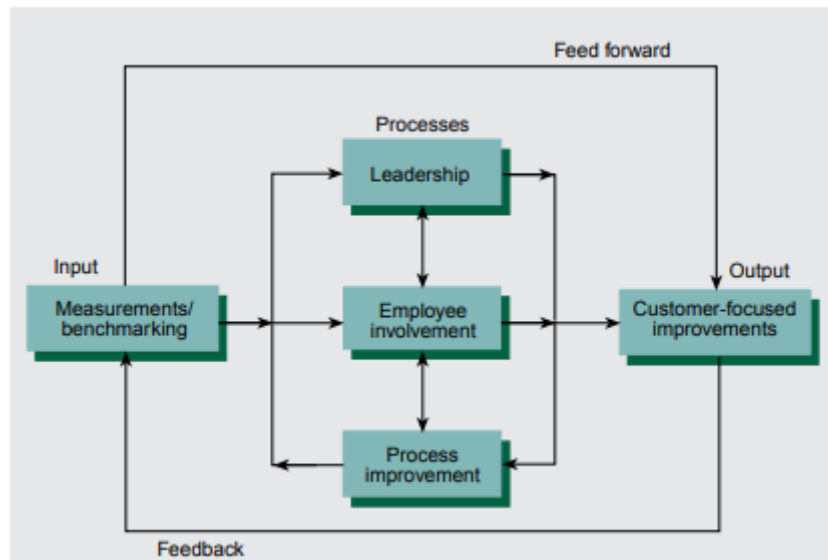 Feed forward
Processes
Leadership
Input
Measurements/
benchmarking
Employee
involvement
Output
Customer-focused
improvements
Process
improvement
Feedback